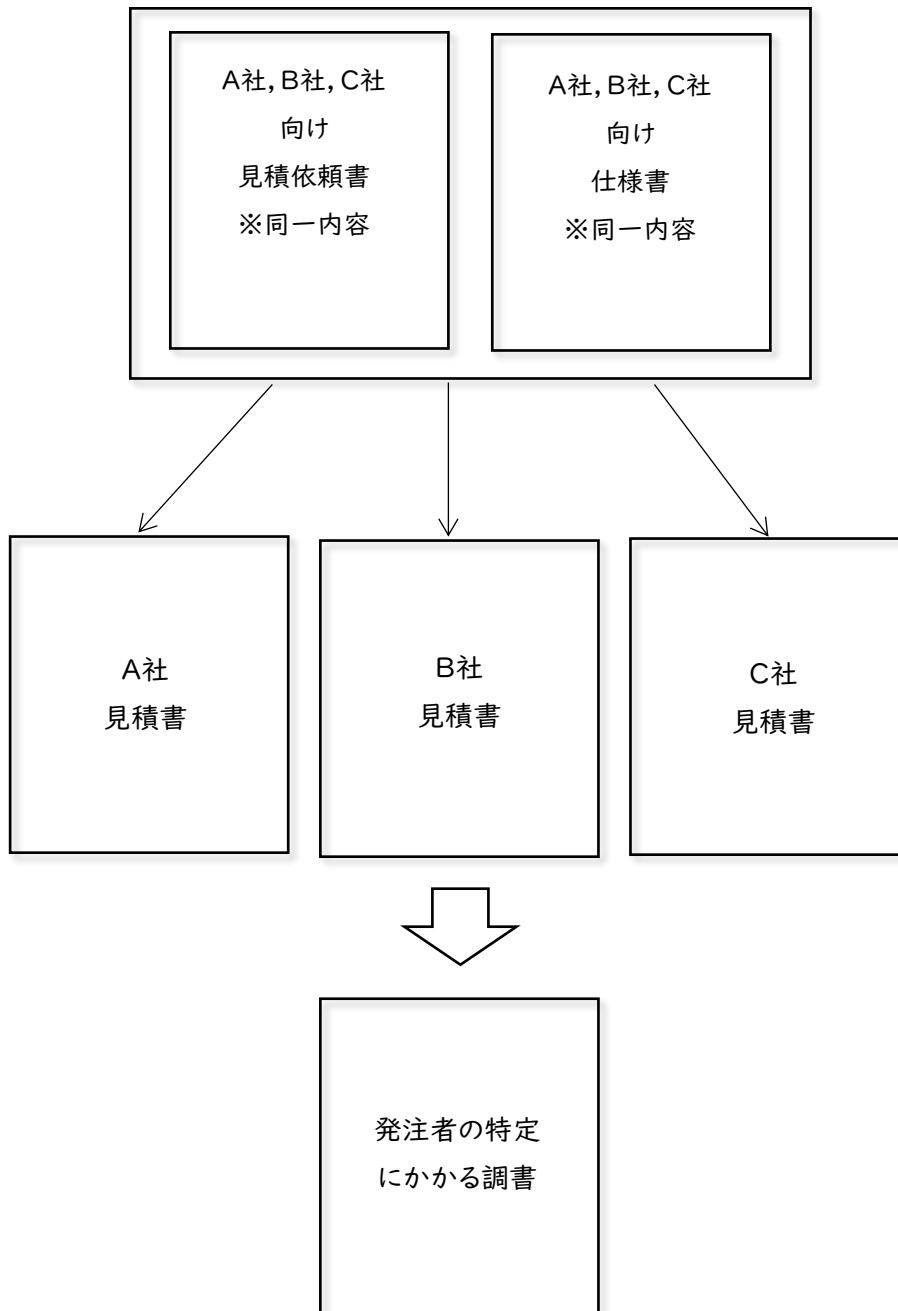 A社,B社,C社
向け
見積依頼書
※同一内容
A社,B社,C社
向け
仕様書
※同一内容
A社
見積書
B社
見積書
C社
見積書
発注者の特定
にかかる調書